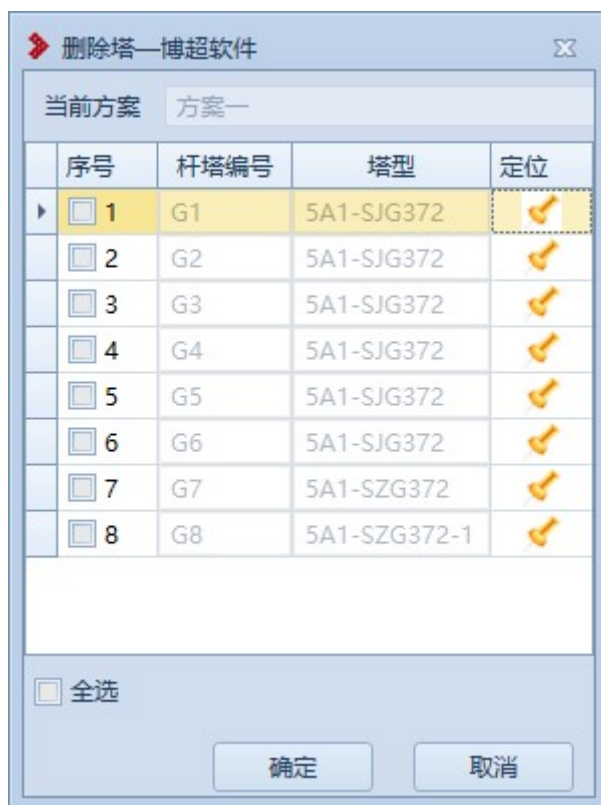 删除塔—博超软件
当前方案 方案一
序号 杆塔编号 塔型 定位
1 G1 5A1-SJG372
2 G2 5A1-SJG372
3 G3 5A1-SJG372
4 G4 5A1-SJG372
5 G5 5A1-SJG372
6 G6 5A1-SJG372
7 G7 5A1-SZG372
8 G8 5A1-SZG372-1
全选
确定 取消